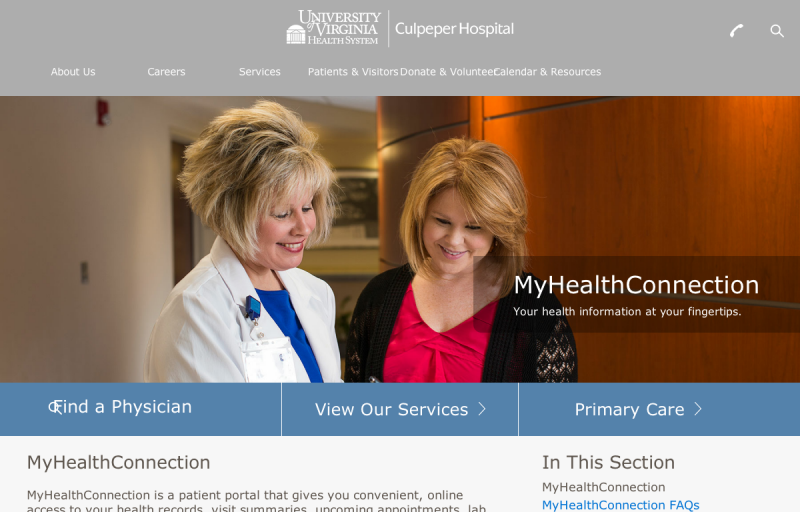 UNIVERSITY
of VIRGINIA
HEALTH SYSTEM
Culpeper Hospital
About Us
Careers
Services
Patients & Visitors
Donate & Volunteer
Calendar & Resources
MyHealthConnection
Your health information at your fingertips.
Find a Physician
View Our Services
Primary Care
MyHealthConnection
MyHealthConnection is a patient portal that gives you convenient, online
access to your health records, visit summaries, upcoming appointments, lab
In This Section
MyHealthConnection
MyHealthConnection FAQs